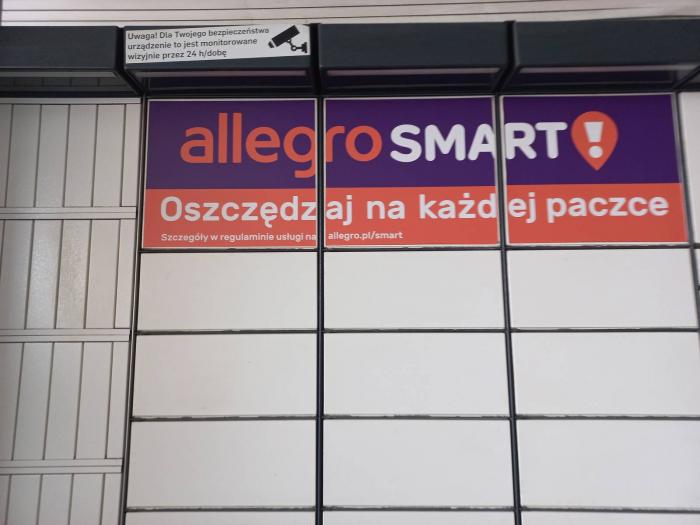 Uwaga! Dla Twojego bezpieczeństwa
urządzenie to jest monitorowane
wizyjnie przez 24 h/dobę
allegro SMART!
Oszczędzaj na każdej paczce
Szczegóły w regulaminie usługi na allegro.pl/smart